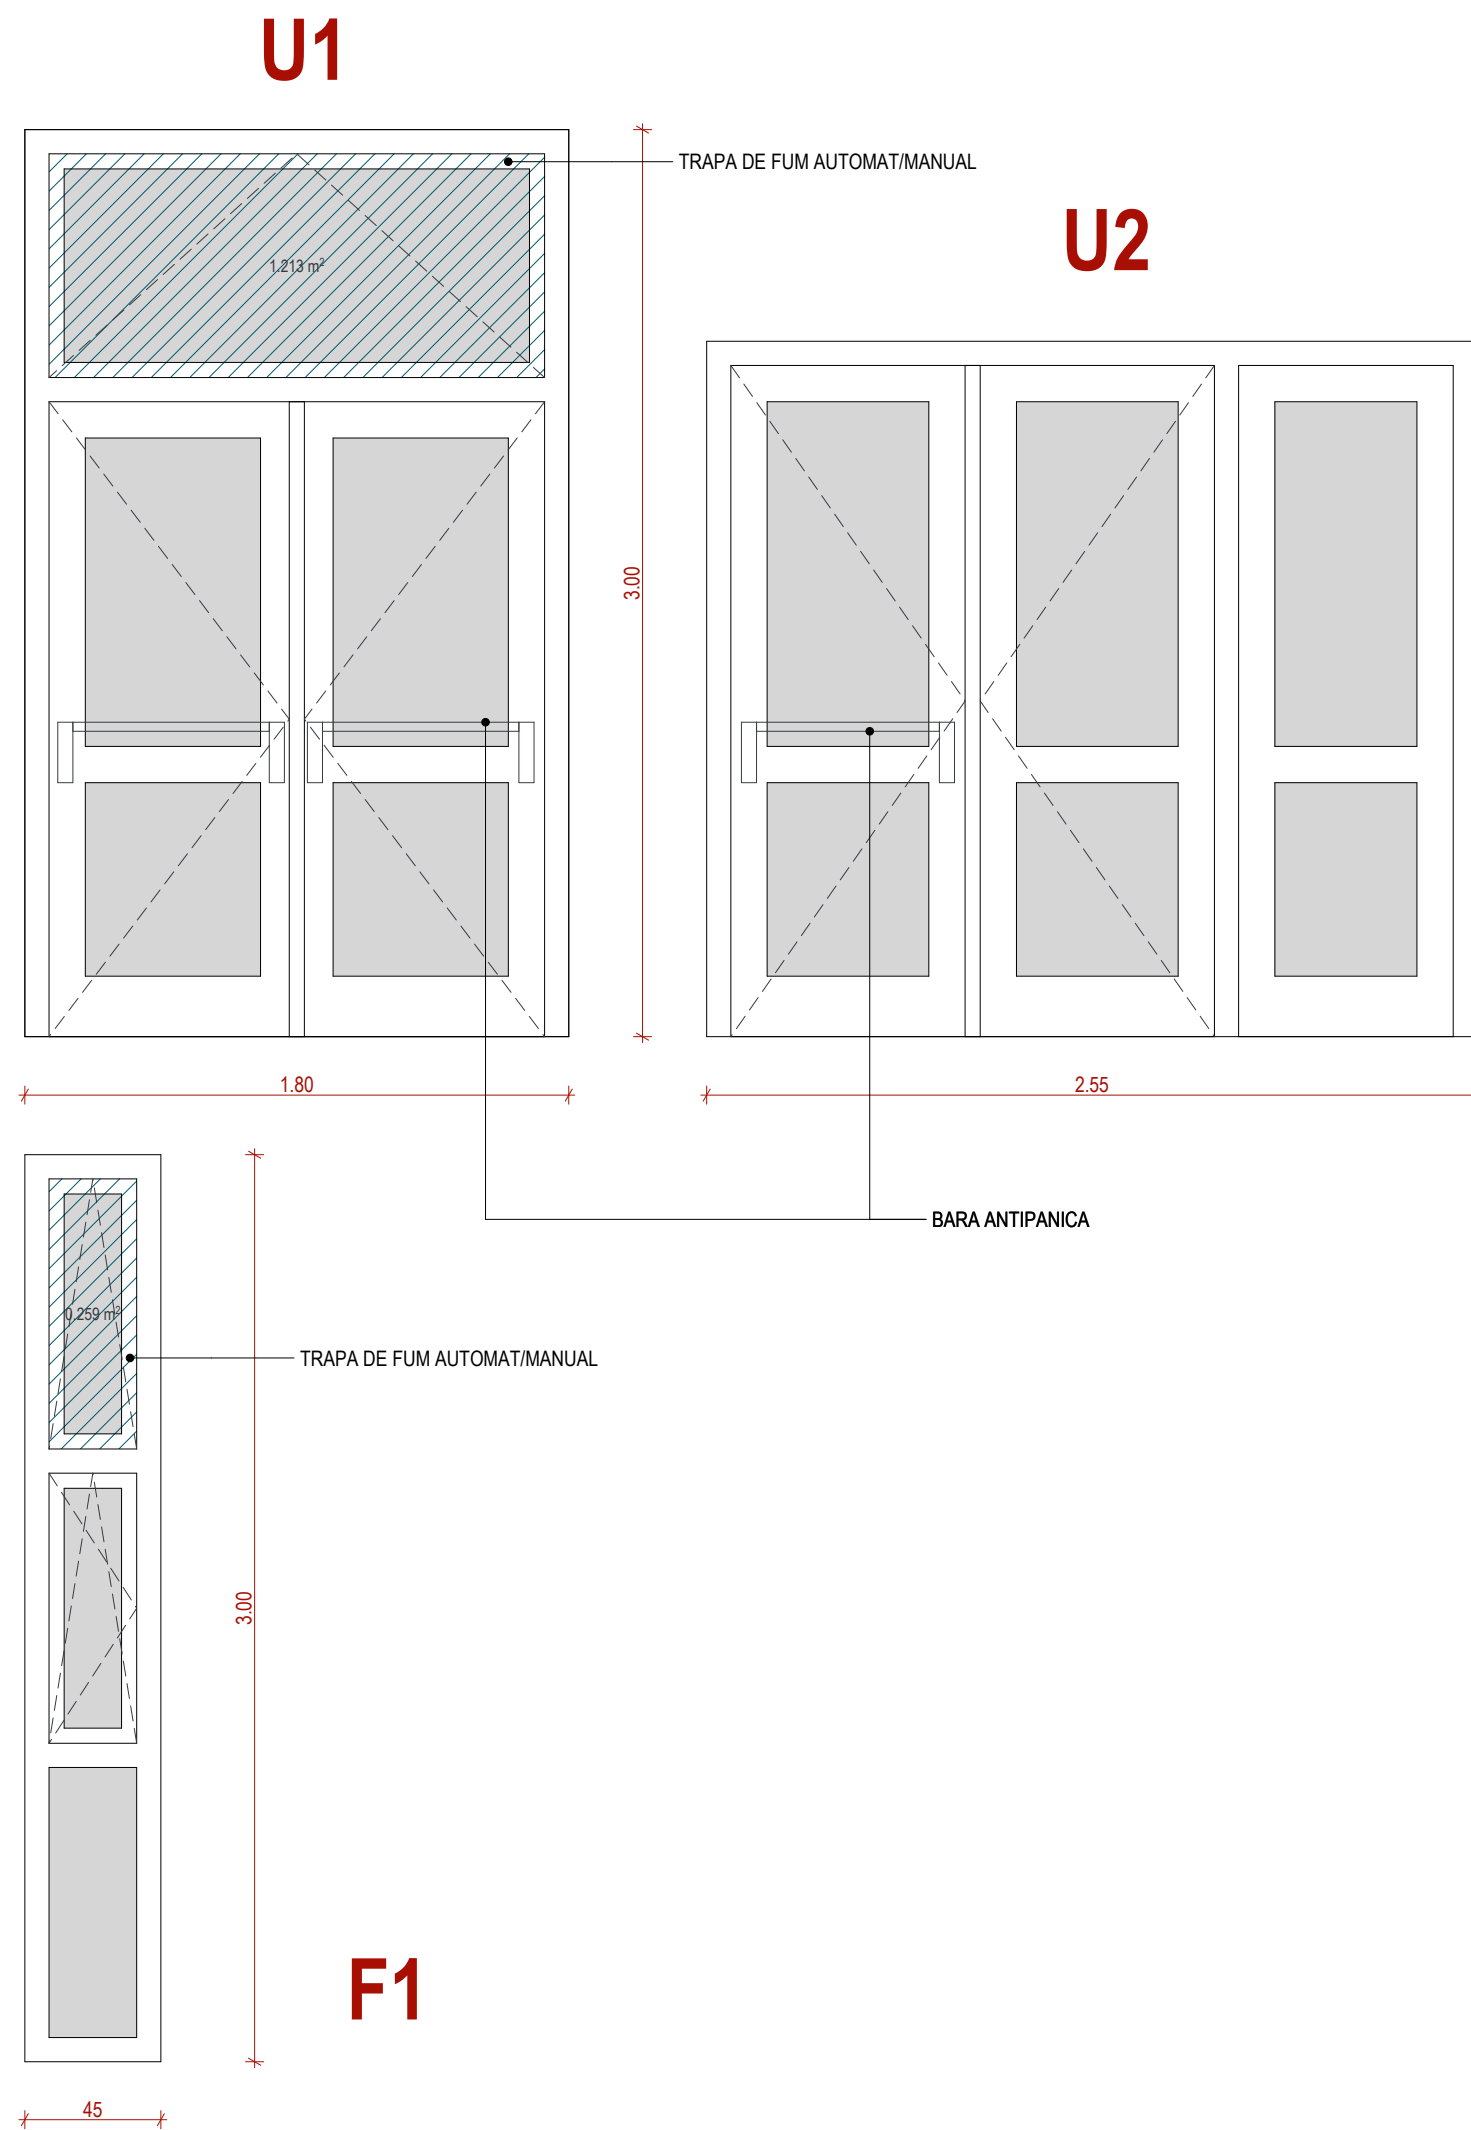 U1
TRAPA DE FUM AUTOMAT/MANUAL
U2
1.213 m²
3.00
1.80
2.55
BARA ANTIPANICA
0.259 m²
TRAPA DE FUM AUTOMAT/MANUAL
3.00
F1
45